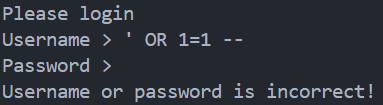 Please login
Username > ' OR 1=1 --
Password >
Username or password is incorrect!